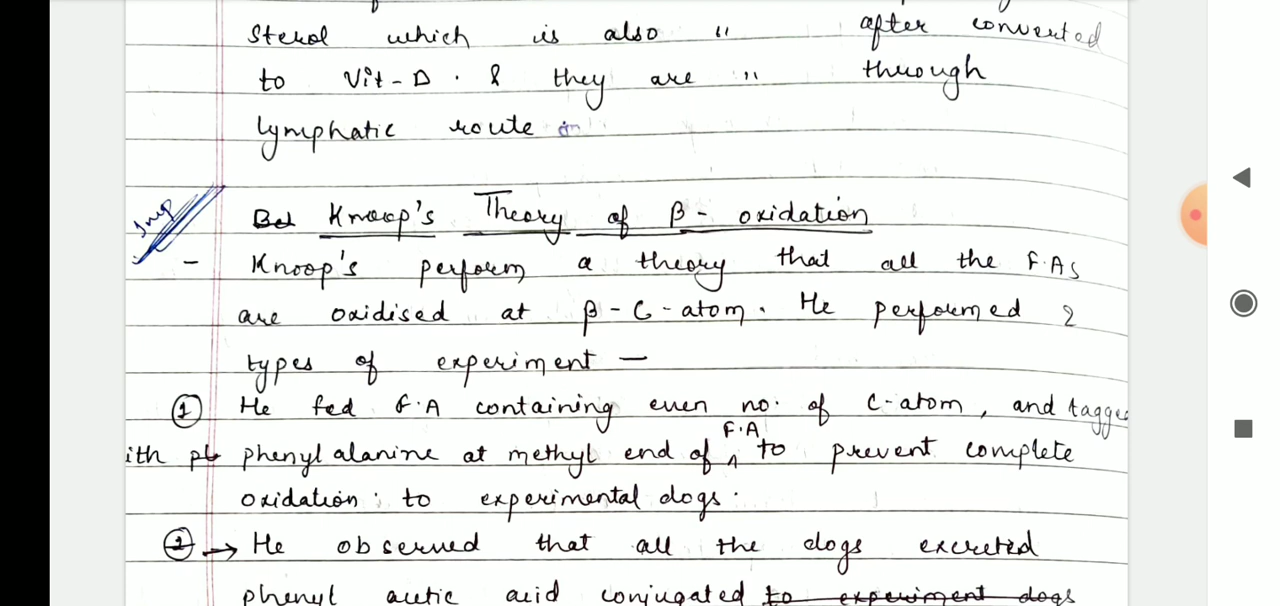 Sterol which is also " after converted
to Vit-D. & they are " through
lymphatic route in
Imp
Bet Knoop's Theory of β-oxidation
- Knoop's perform a theory that all the F.As
are oxidised at β-C-atom. He performed 2
types of experiment —
① He fed F.A containing even no. of C-atom, and tagge
ith ph phenyl alanine at methyl end of F.A to prevent complete
oxidation: to experimental dogs.
② → He observed that all the dogs excreted
phenyl acetic acid conjugated to experiment dogs